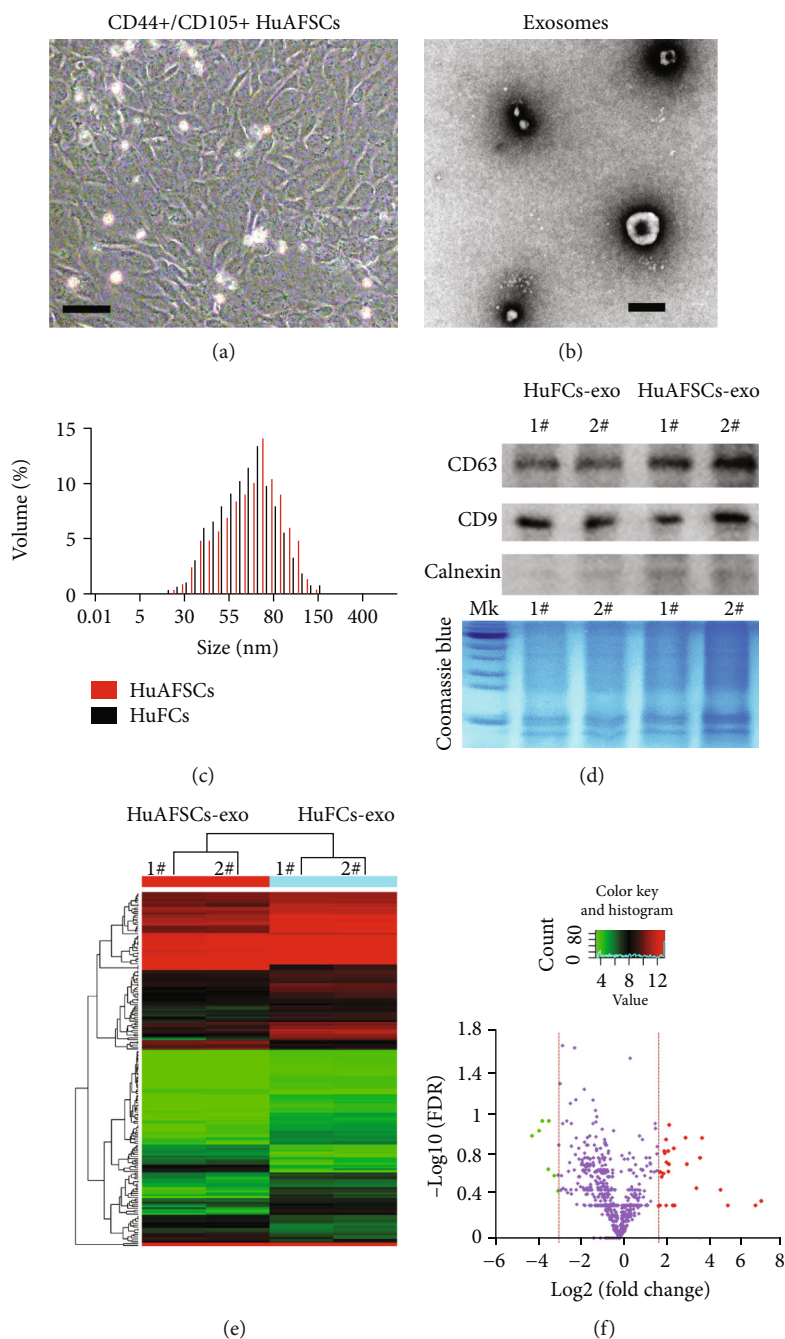 CD44+/CD105+ HuAFSCs
Exosomes
(a)
(b)
15
10
5
0
Volume (%)
0.01 5 30 55 80 150 400
Size (nm)
HuAFSCs
HuFCs
(c)
HuFCs-exo HuAFSCs-exo
1# 2# 1# 2#
CD63
CD9
Calnexin
Mk 1# 2# 1# 2#
Coomassie blue
(d)
HuAFSCs-exo HuFCs-exo
1# 2# 1# 2#
(e)
Color key
and histogram
Count
80
0
4 8 12
Value
1.8
1.4
1
0.8
0.4
0
−Log10 (FDR)
−6 −4 −2 0 2 4 6 8
Log2 (fold change)
(f)